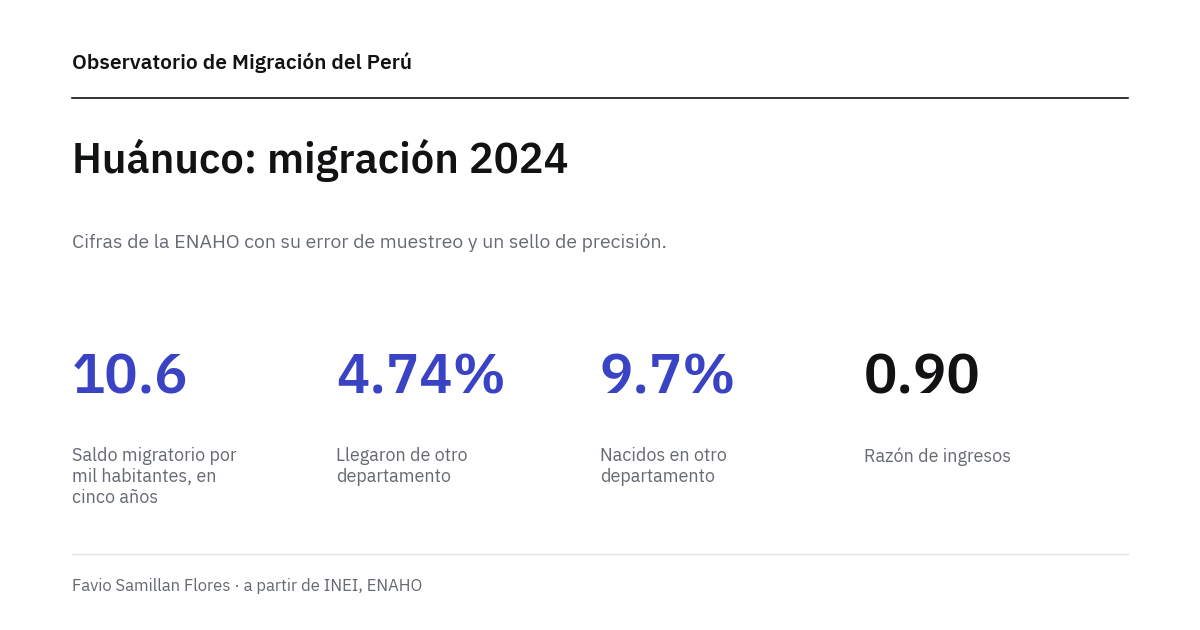 Observatorio de Migración del Perú
Huánuco: migración 2024
Cifras de la ENAHO con su error de muestreo y un sello de precisión.
10.6
Saldo migratorio por
mil habitantes, en
cinco años
4.74%
Llegaron de otro
departamento
9.7%
Nacidos en otro
departamento
0.90
Razón de ingresos
Favio Samillan Flores · a partir de INEI, ENAHO